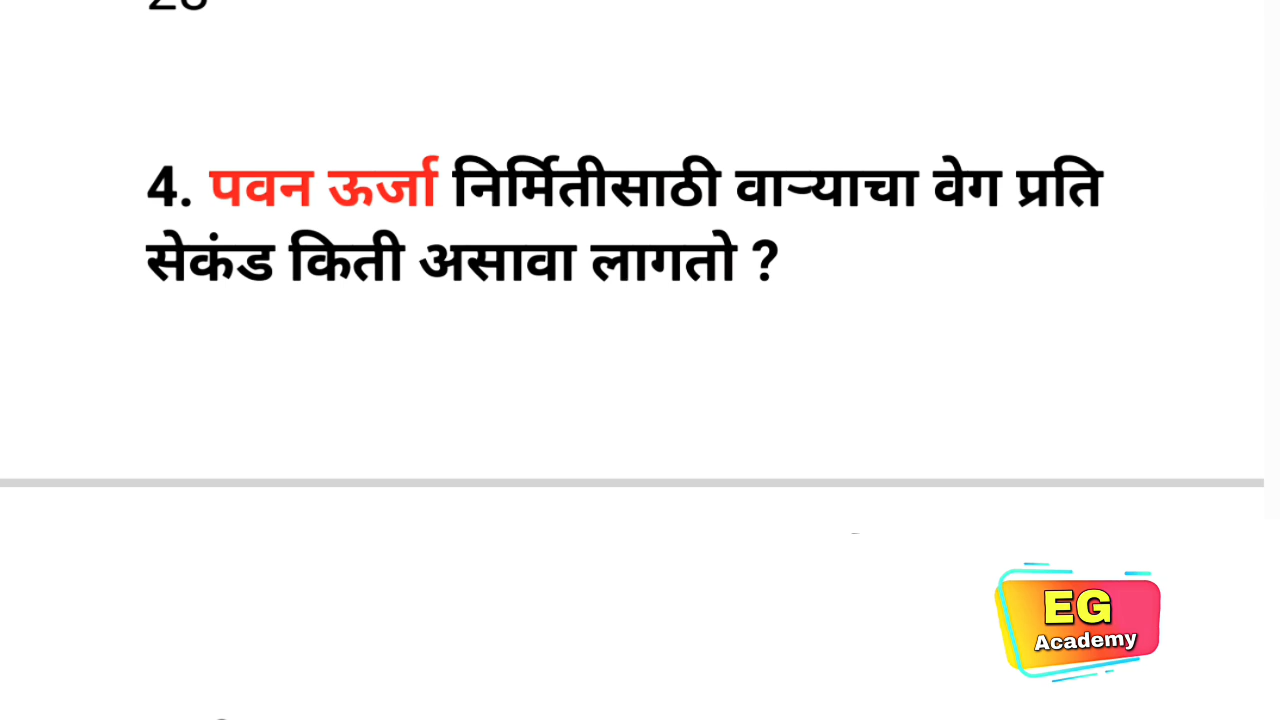 4. पवन ऊर्जा निर्मितीसाठी वाऱ्याचा वेग प्रति
सेकंड किती असावा लागतो ?
EG
Academy